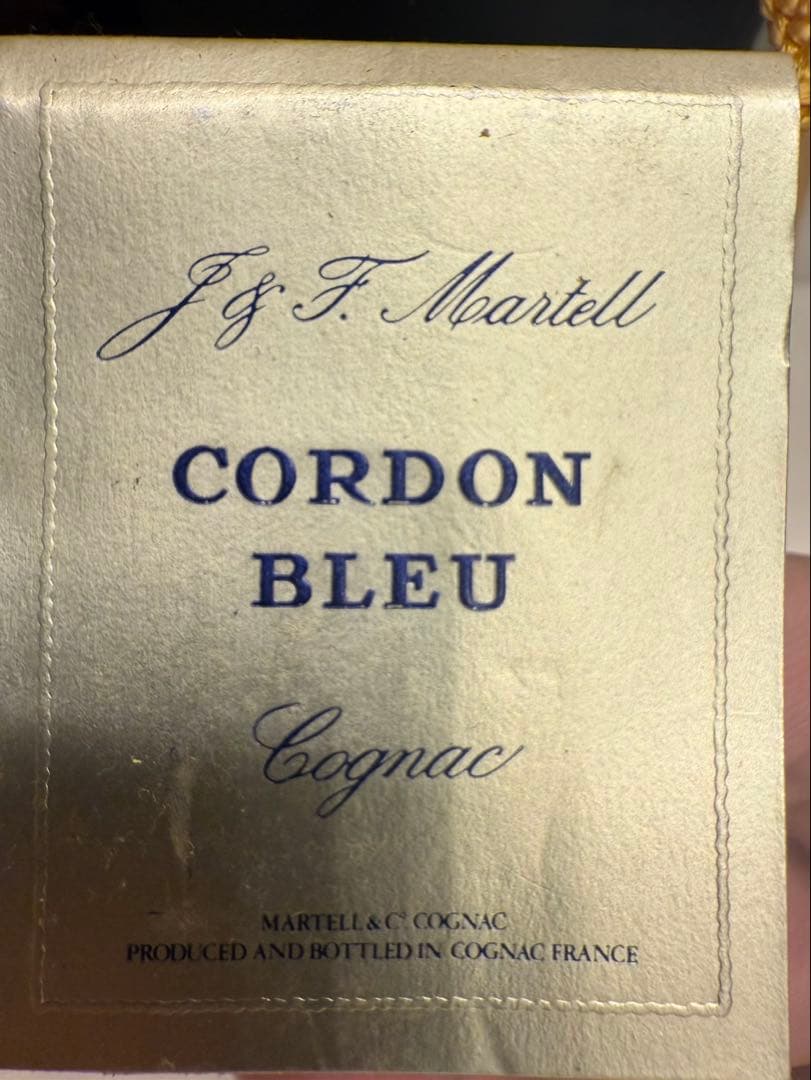 J & F. Martell
CORDON
BLEU
Cognac
MARTELL & Cº COGNAC
PRODUCED AND BOTTLED IN COGNAC FRANCE